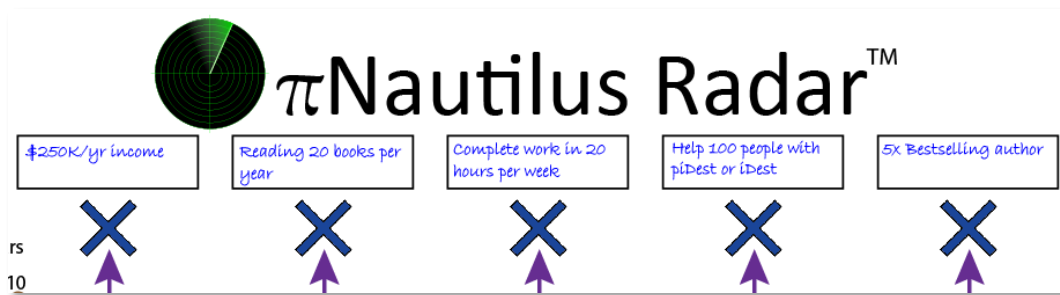 πNautilus Radar™
$250K/yr income
Reading 20 books per
year
Complete work in 20
hours per week
Help 100 people with
piDest or iDest
5x Bestselling author
rs
10